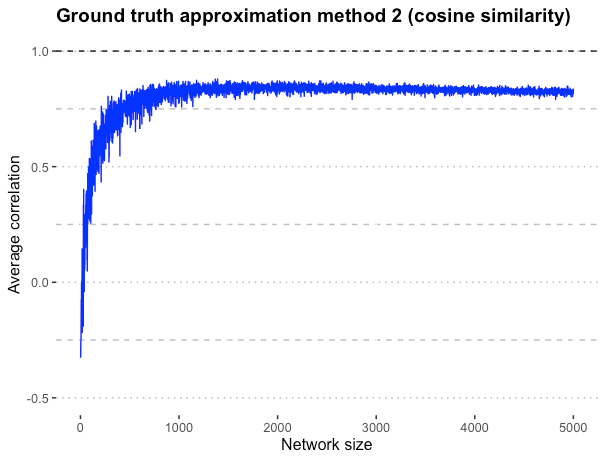 Ground truth approximation method 2 (cosine similarity)
1.0
0.5
0.0
-0.5
Average correlation
0 1000 2000 3000 4000 5000
Network size